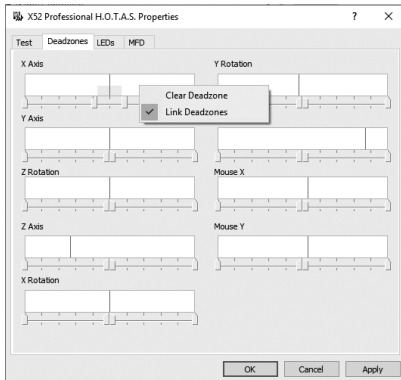 X52 Professional H.O.T.A.S. Properties
Test Deadzones LEDs MFD
X Axis
Y Rotation
Clear Deadzone
Link Deadzones
Y Axis
Z Rotation
Mouse X
Z Axis
Mouse Y
X Rotation
OK Cancel Apply